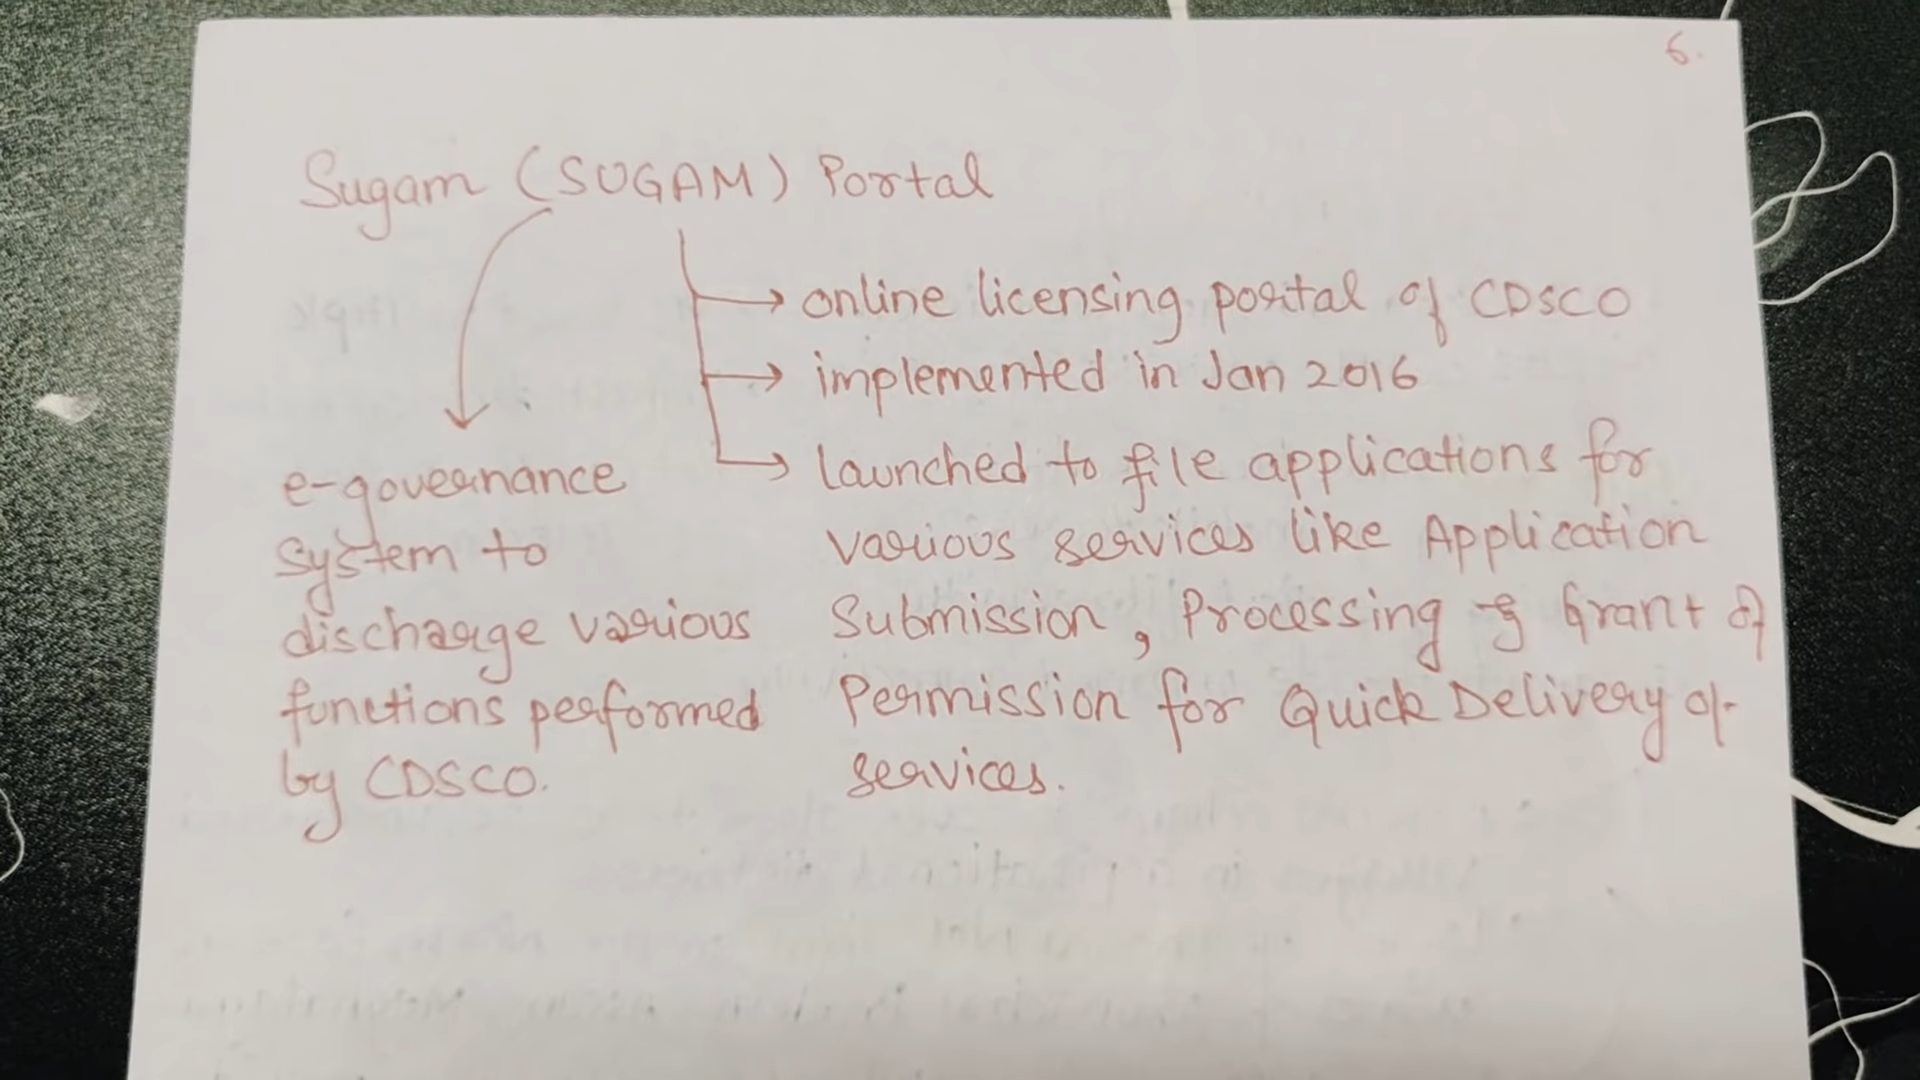 6.
Sugam (SUGAM) Portal
online licensing portal of CDSCO
implemented in Jan 2016
launched to file applications for
various services like Application
Submission, Processing & Grant of
Permission for Quick Delivery of
services.
e-governance
system to
discharge various
functions performed
by CDSCO.